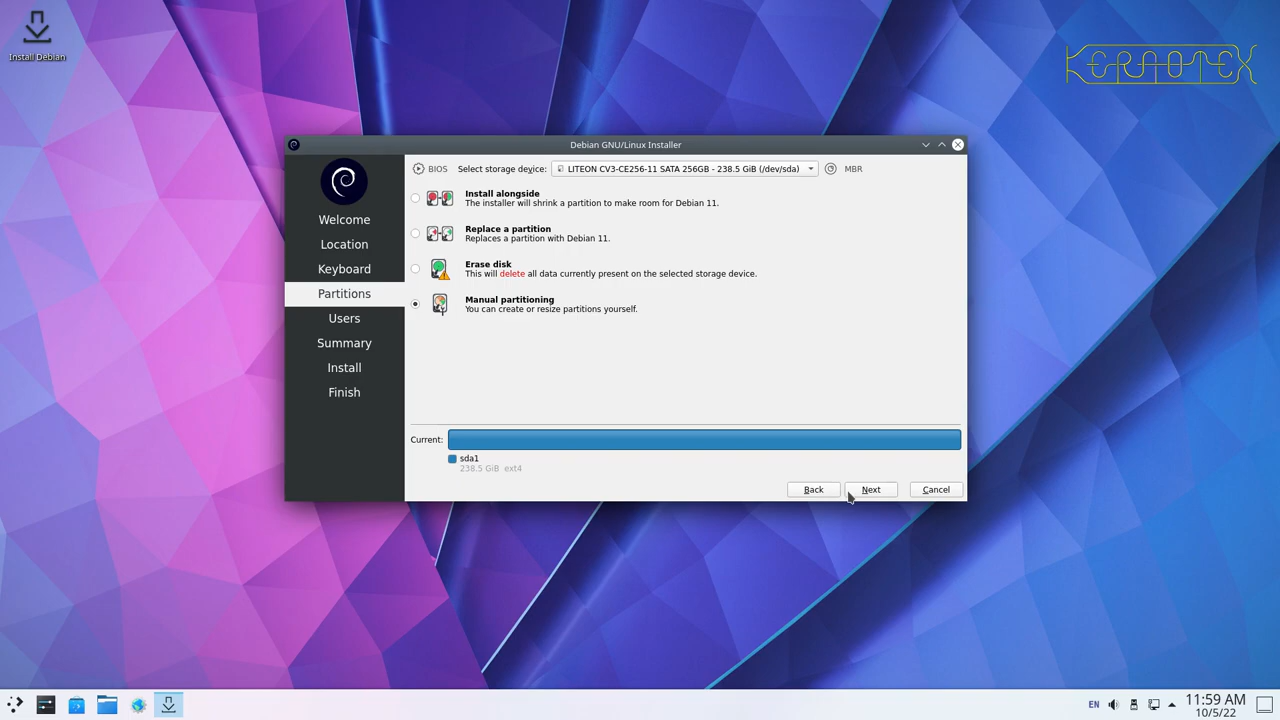 Install Debian
KERAOTEX
Debian GNU/Linux Installer
Welcome
Location
Keyboard
Partitions
Users
Summary
Install
Finish
BIOS Select storage device: LITEON CV3-CE256-11 SATA 256GB - 238.5 GiB (/dev/sda) MBR
Install alongside
The installer will shrink a partition to make room for Debian 11.
Replace a partition
Replaces a partition with Debian 11.
Erase disk
This will delete all data currently present on the selected storage device.
Manual partitioning
You can create or resize partitions yourself.
Current:
sda1
238.5 GiB ext4
Back Next Cancel
EN
11:59 AM
10/5/22